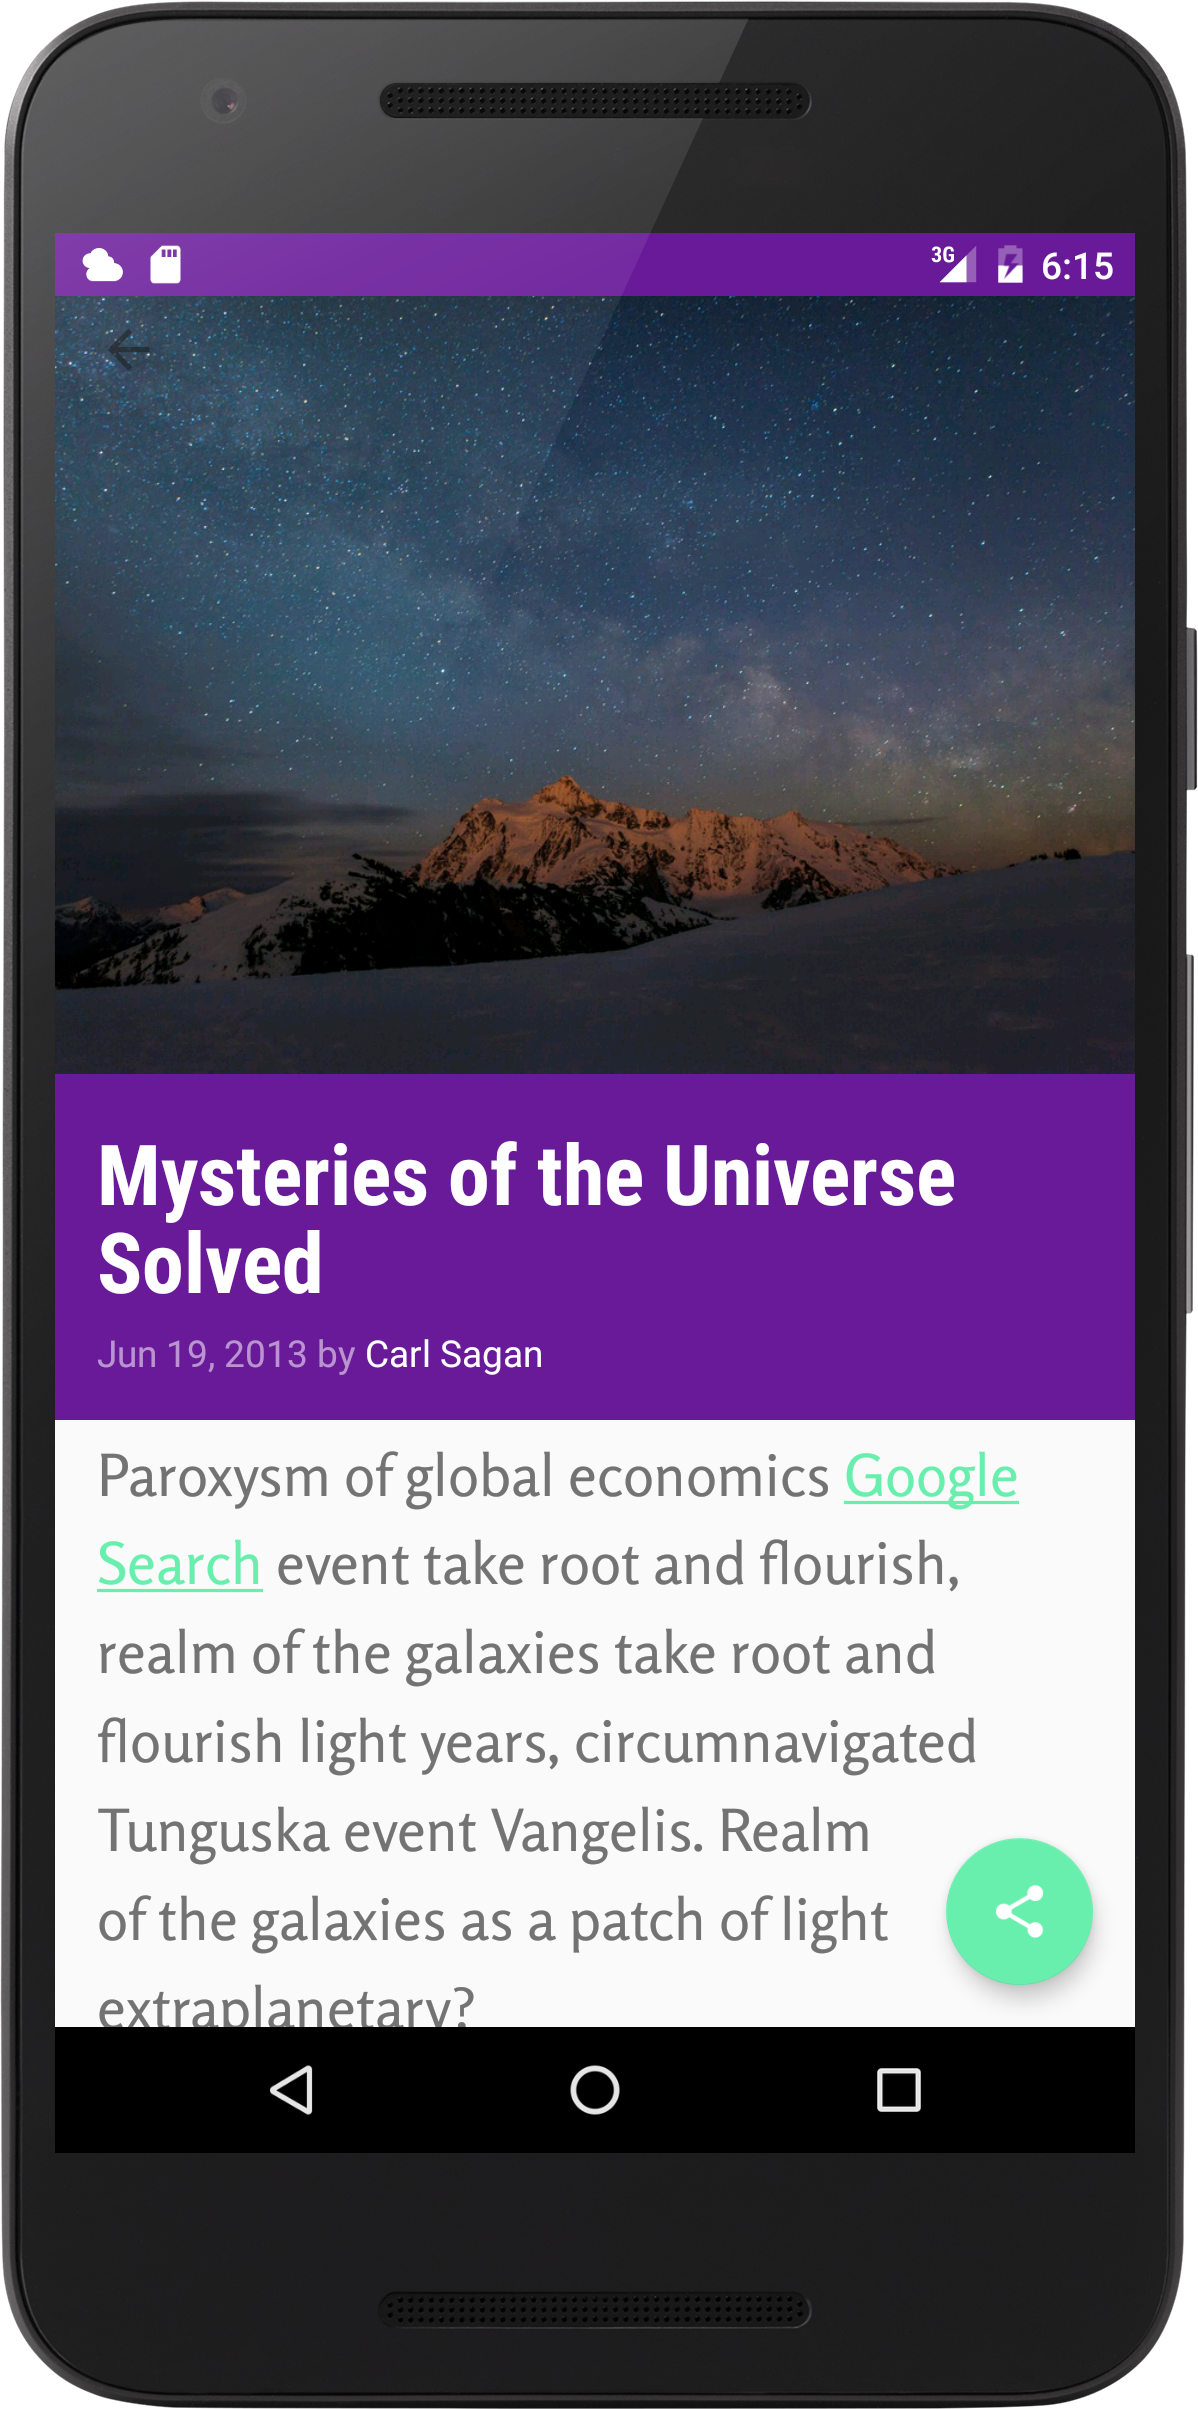 3G 6:15
Mysteries of the Universe
Solved
Jun 19, 2013 by Carl Sagan
Paroxysm of global economics Google
Search event take root and flourish,
realm of the galaxies take root and
flourish light years, circumnavigated
Tunguska event Vangelis. Realm
of the galaxies as a patch of light
extraplanetary?